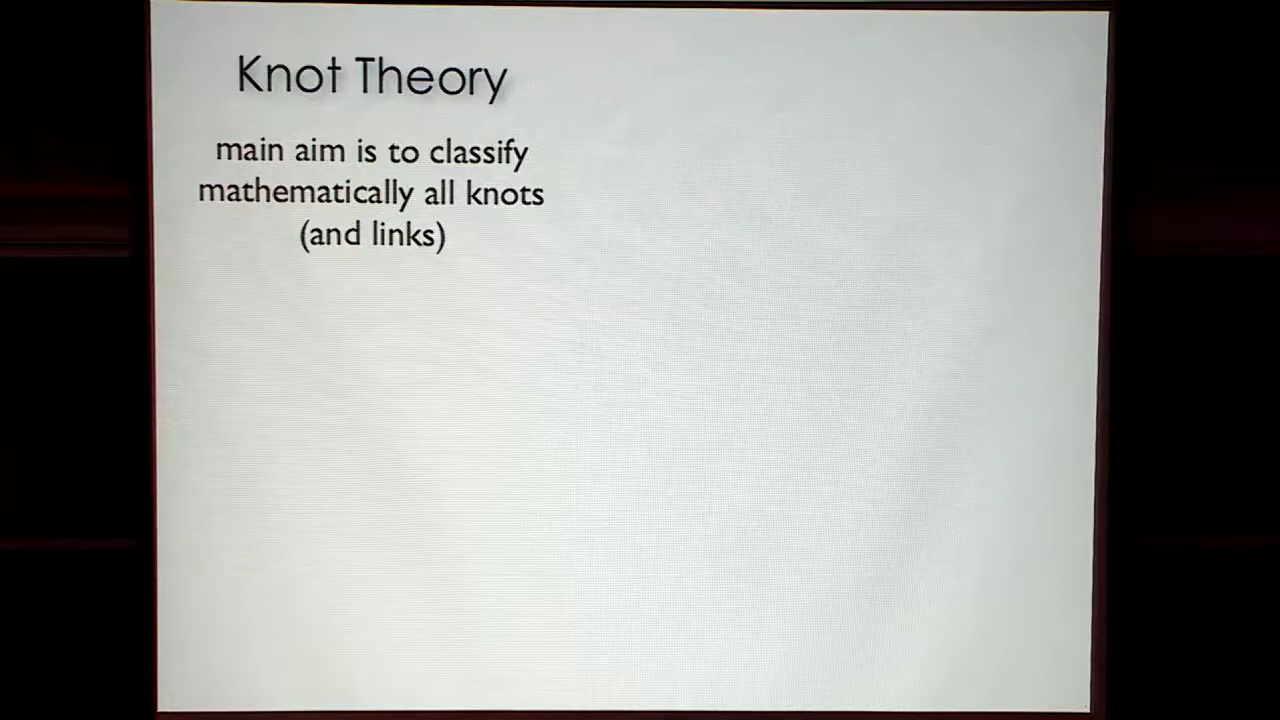 Knot Theory
main aim is to classify
mathematically all knots
(and links)